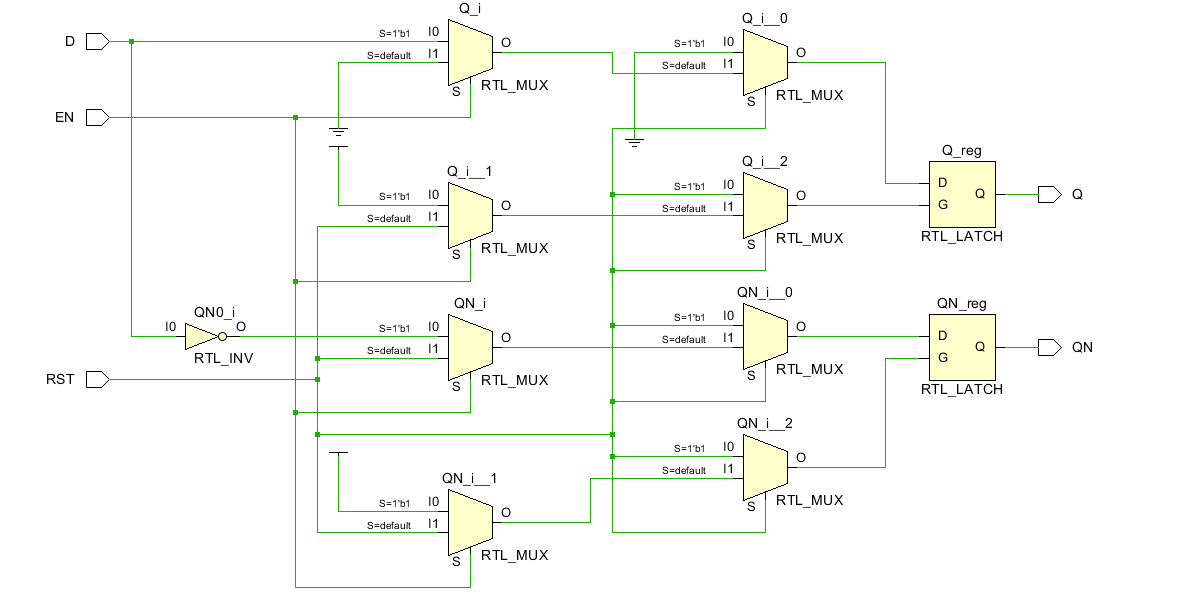 Q_i
D
S=1'b1 I0
S=default I1
O
S
RTL_MUX
EN
Q_i__0
S=1'b1 I0
S=default I1
O
S
RTL_MUX
Q_i__1
S=1'b1 I0
S=default I1
O
S
RTL_MUX
Q_i__2
S=1'b1 I0
S=default I1
O
S
RTL_MUX
Q_reg
D
G
Q
RTL_LATCH
Q
QN0_i
I0 O
RTL_INV
RST
QN_i
S=1'b1 I0
S=default I1
O
S
RTL_MUX
QN_i__0
S=1'b1 I0
S=default I1
O
S
RTL_MUX
QN_reg
D
G
Q
RTL_LATCH
QN
QN_i__1
S=1'b1 I0
S=default I1
O
S
RTL_MUX
QN_i__2
S=1'b1 I0
S=default I1
O
S
RTL_MUX